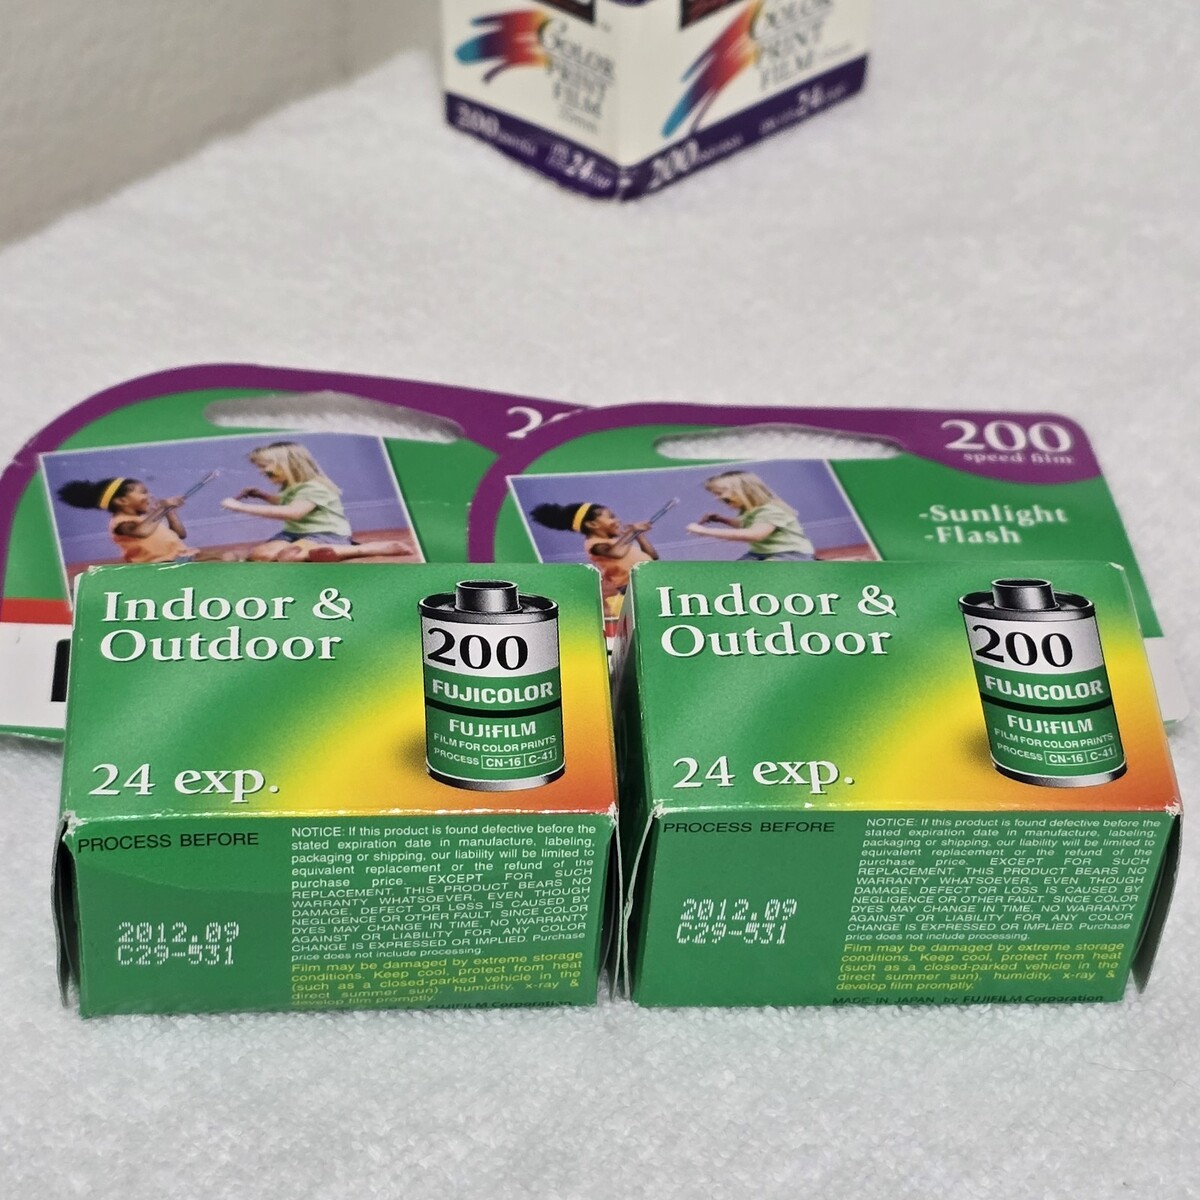 COLOR
PRINT
FILM
35mm
200
24
COLOR
PRINT
FILM
200
24
200
speed film
-Sunlight
-Flash
Indoor &
Outdoor
24 exp.
200
FUJICOLOR
FUJIFILM
FILM FOR COLOR PRINTS
PROCESS CN-16 C-41
PROCESS BEFORE
2012.09
C29-531
NOTICE: If this product is found defective before the
stated expiration date in manufacture, labeling,
packaging or shipping, our liability will be limited to
equivalent replacement or the refund of the
purchase price. EXCEPT FOR SUCH
REPLACEMENT, THIS PRODUCT BEARS NO
WARRANTY WHATSOEVER, EVEN THOUGH
DAMAGE, DEFECT OR LOSS IS CAUSED BY
NEGLIGENCE OR OTHER FAULT. SINCE COLOR
DYES MAY CHANGE IN TIME, NO WARRANTY
AGAINST OR LIABILITY FOR ANY COLOR
CHANGE IS EXPRESSED OR IMPLIED. Purchase
price does not include processing.
Film may be damaged by extreme storage
conditions. Keep cool, protect from heat
(such as a closed-parked vehicle in the
direct summer sun), humidity, x-ray &
develop film promptly.
FUJIFILM Corporation
Indoor &
Outdoor
24 exp.
200
FUJICOLOR
FUJIFILM
FILM FOR COLOR PRINTS
PROCESS CN-16 C-41
PROCESS BEFORE
2012.09
C29-531
NOTICE: If this product is found defective before the
stated expiration date in manufacture, labeling,
packaging or shipping, our liability will be limited to
equivalent replacement or the refund of the
purchase price. EXCEPT FOR SUCH
REPLACEMENT, THIS PRODUCT BEARS NO
WARRANTY WHATSOEVER, EVEN THOUGH
DAMAGE, DEFECT OR LOSS IS CAUSED BY
NEGLIGENCE OR OTHER FAULT. SINCE COLOR
DYES MAY CHANGE IN TIME, NO WARRANTY
AGAINST OR LIABILITY FOR ANY COLOR
CHANGE IS EXPRESSED OR IMPLIED. Purchase
price does not include processing.
Film may be damaged by extreme storage
conditions. Keep cool, protect from heat
(such as a closed-parked vehicle in the
direct summer sun), humidity, x-ray &
develop film promptly.
MADE IN JAPAN by FUJIFILM Corporation